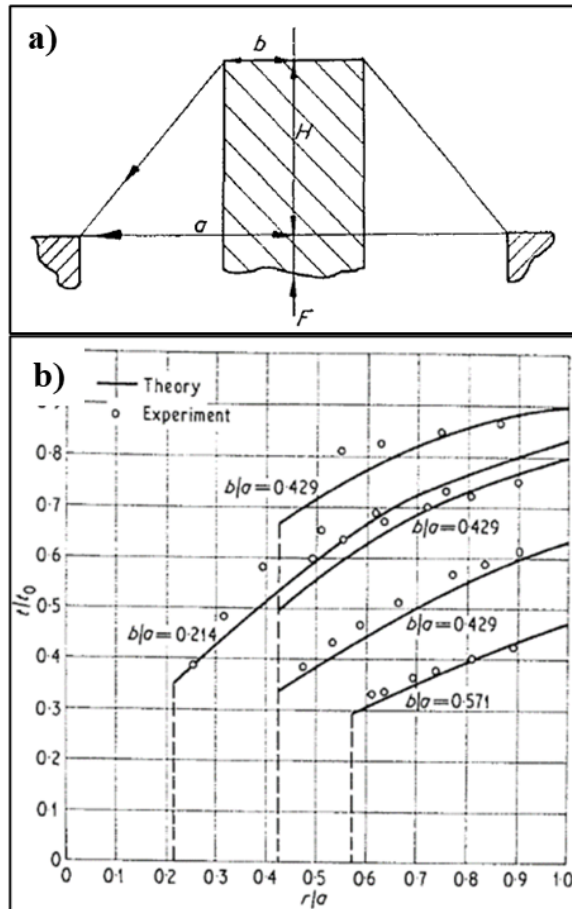 a)
b
H
a
F
b)
Theory
Experiment
0·8
b/a=0·429
0·7
b/a=0·429
0·6
t/t0
0·5
b/a=0·214
b/a=0·429
0·4
b/a=0·571
0·3
0·2
0·1
0
0 0·1 0·2 0·3 0·4 0·5 0·6 0·7 0·8 0·9 1·0
r/a